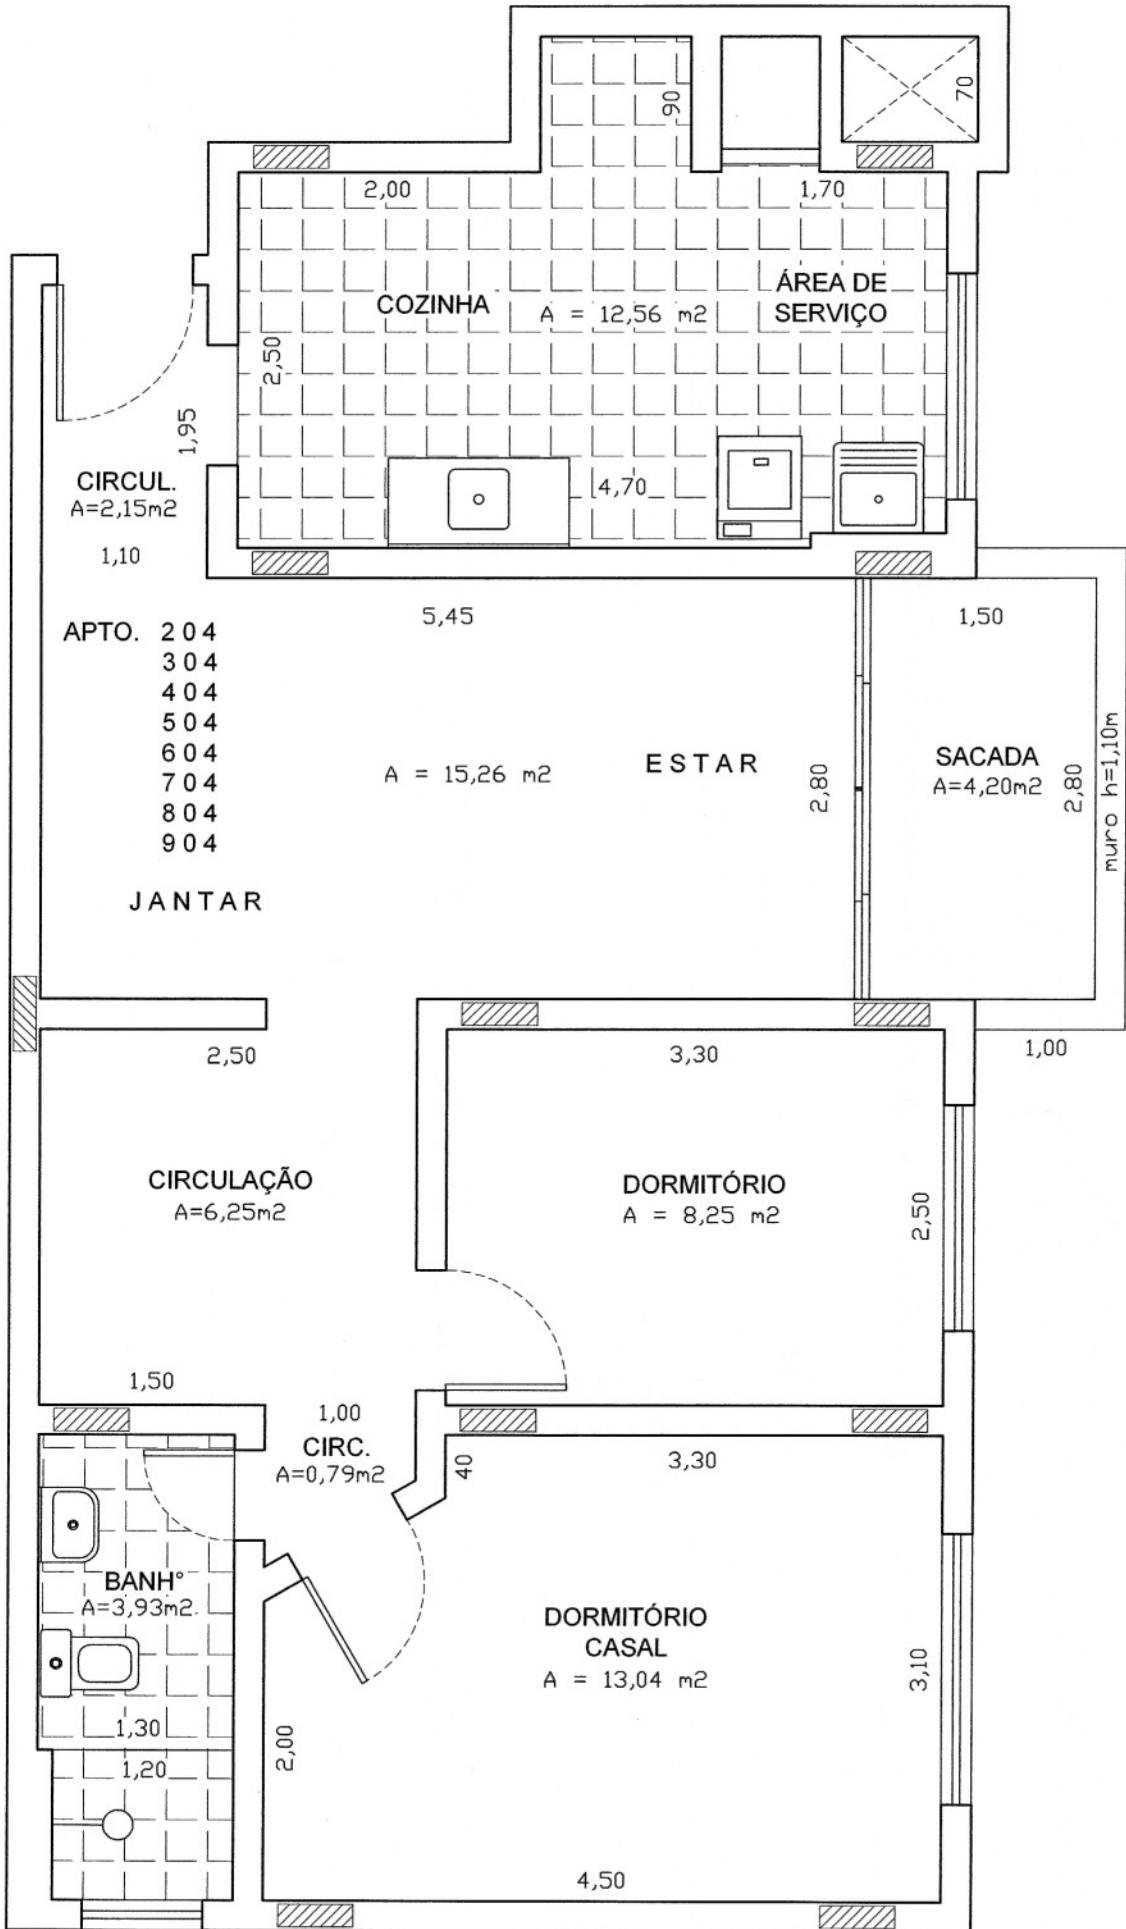 90
70
2,00
1,70
COZINHA
A = 12,56 m2
ÁREA DE
SERVIÇO
2,50
1,95
CIRCUL.
A=2,15m2
4,70
1,10
5,45
1,50
APTO. 204
304
404
504
604
704
804
904
A = 15,26 m2
ESTAR
2,80
SACADA
A=4,20m2
2,80
muro h=1,10m
JANTAR
2,50
3,30
1,00
CIRCULAÇÃO
A=6,25m2
DORMITÓRIO
A = 8,25 m2
2,50
1,50
1,00
CIRC.
A=0,79m2
40
3,30
BANH°
A=3,93m2
DORMITÓRIO
CASAL
A = 13,04 m2
3,10
1,30
2,00
1,20
4,50